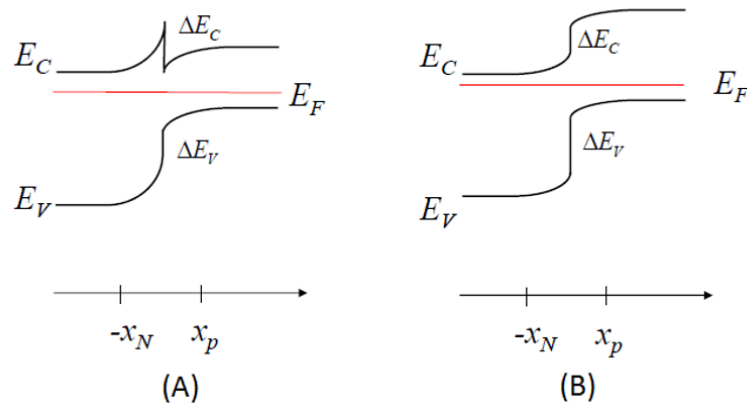 ΔE_C
E_C
E_F
ΔE_V
E_V
-x_N
x_p
(A)
ΔE_C
E_C
E_F
ΔE_V
E_V
-x_N
x_p
(B)